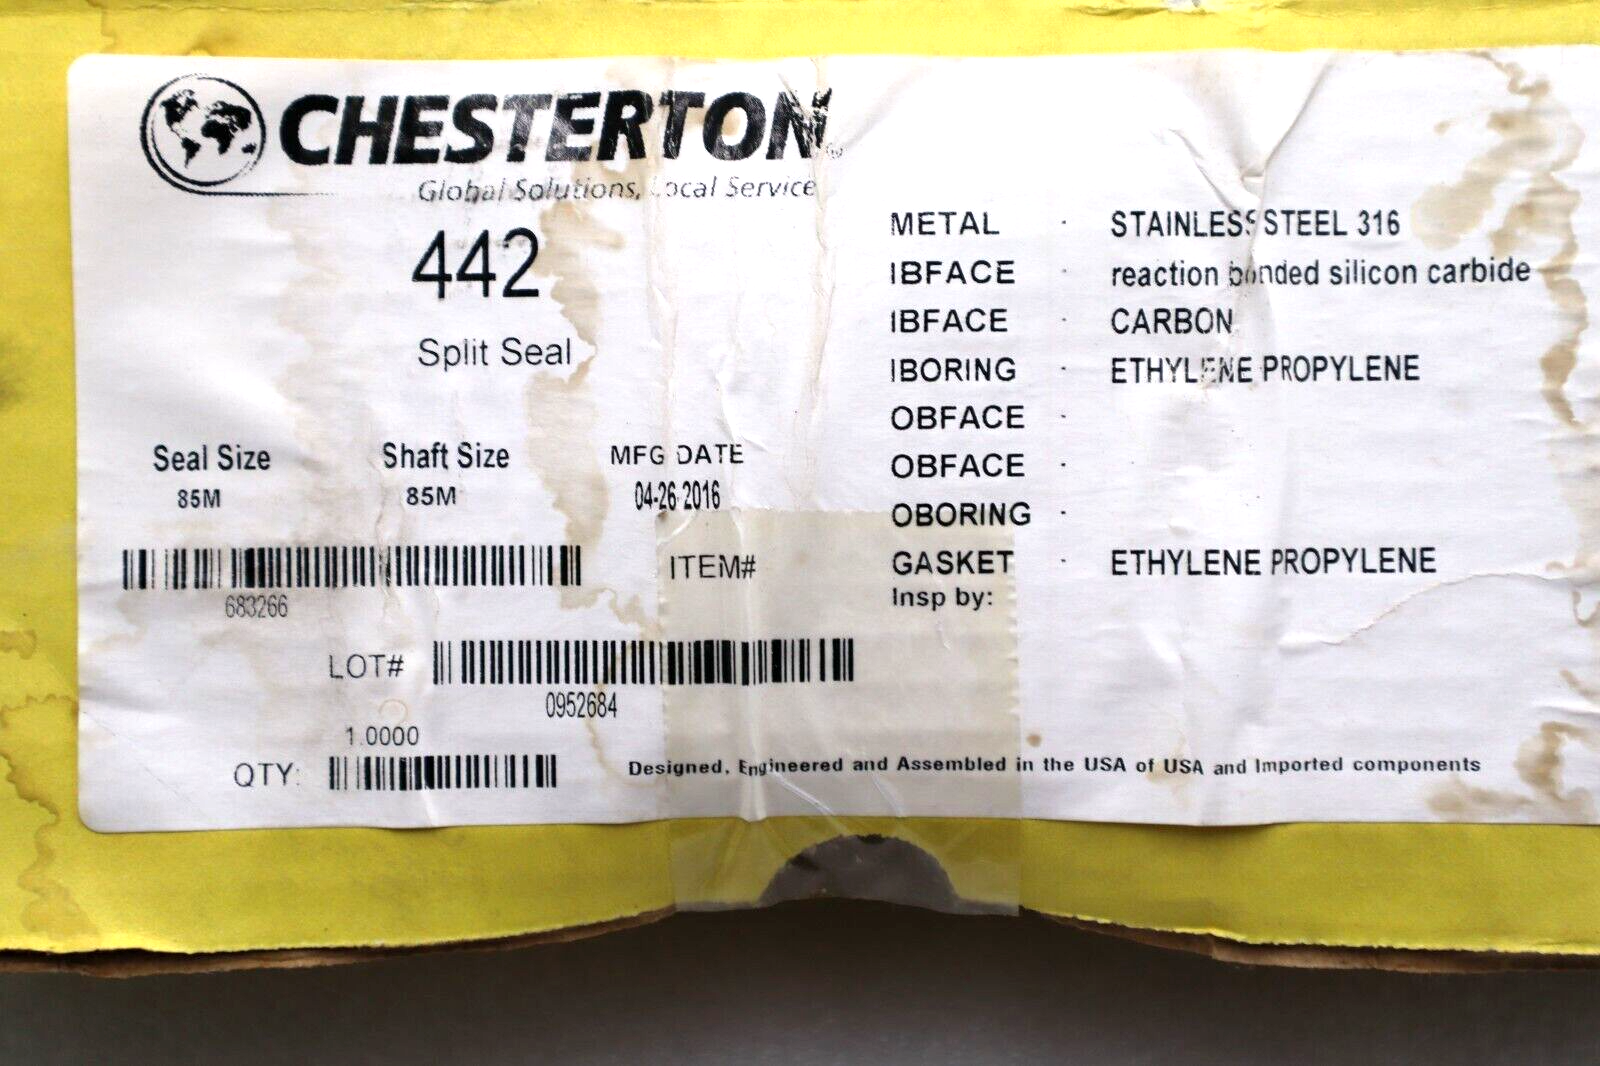 CHESTERTON®
Global Solutions, Local Service
442
Split Seal
Seal Size Shaft Size MFG DATE
85M 85M 04-26 2016
683266
ITEM#
LOT#
0952684
1.0000
QTY:
METAL - STAINLESS STEEL 316
IBFACE - reaction bonded silicon carbide
IBFACE - CARBON
IBORING - ETHYLENE PROPYLENE
OBFACE -
OBFACE -
OBORING -
GASKET - ETHYLENE PROPYLENE
Insp by:
Designed, Engineered and Assembled in the USA of USA and Imported components